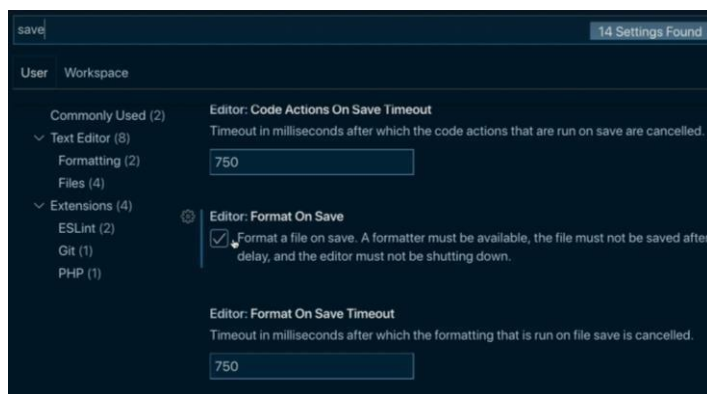 save
14 Settings Found
User Workspace
Commonly Used (2)
Text Editor (8)
Formatting (2)
Files (4)
Extensions (4)
ESLint (2)
Git (1)
PHP (1)
Editor: Code Actions On Save Timeout
Timeout in milliseconds after which the code actions that are run on save are cancelled.
750
Editor: Format On Save
Format a file on save. A formatter must be available, the file must not be saved after
delay, and the editor must not be shutting down.
Editor: Format On Save Timeout
Timeout in milliseconds after which the formatting that is run on file save is cancelled.
750